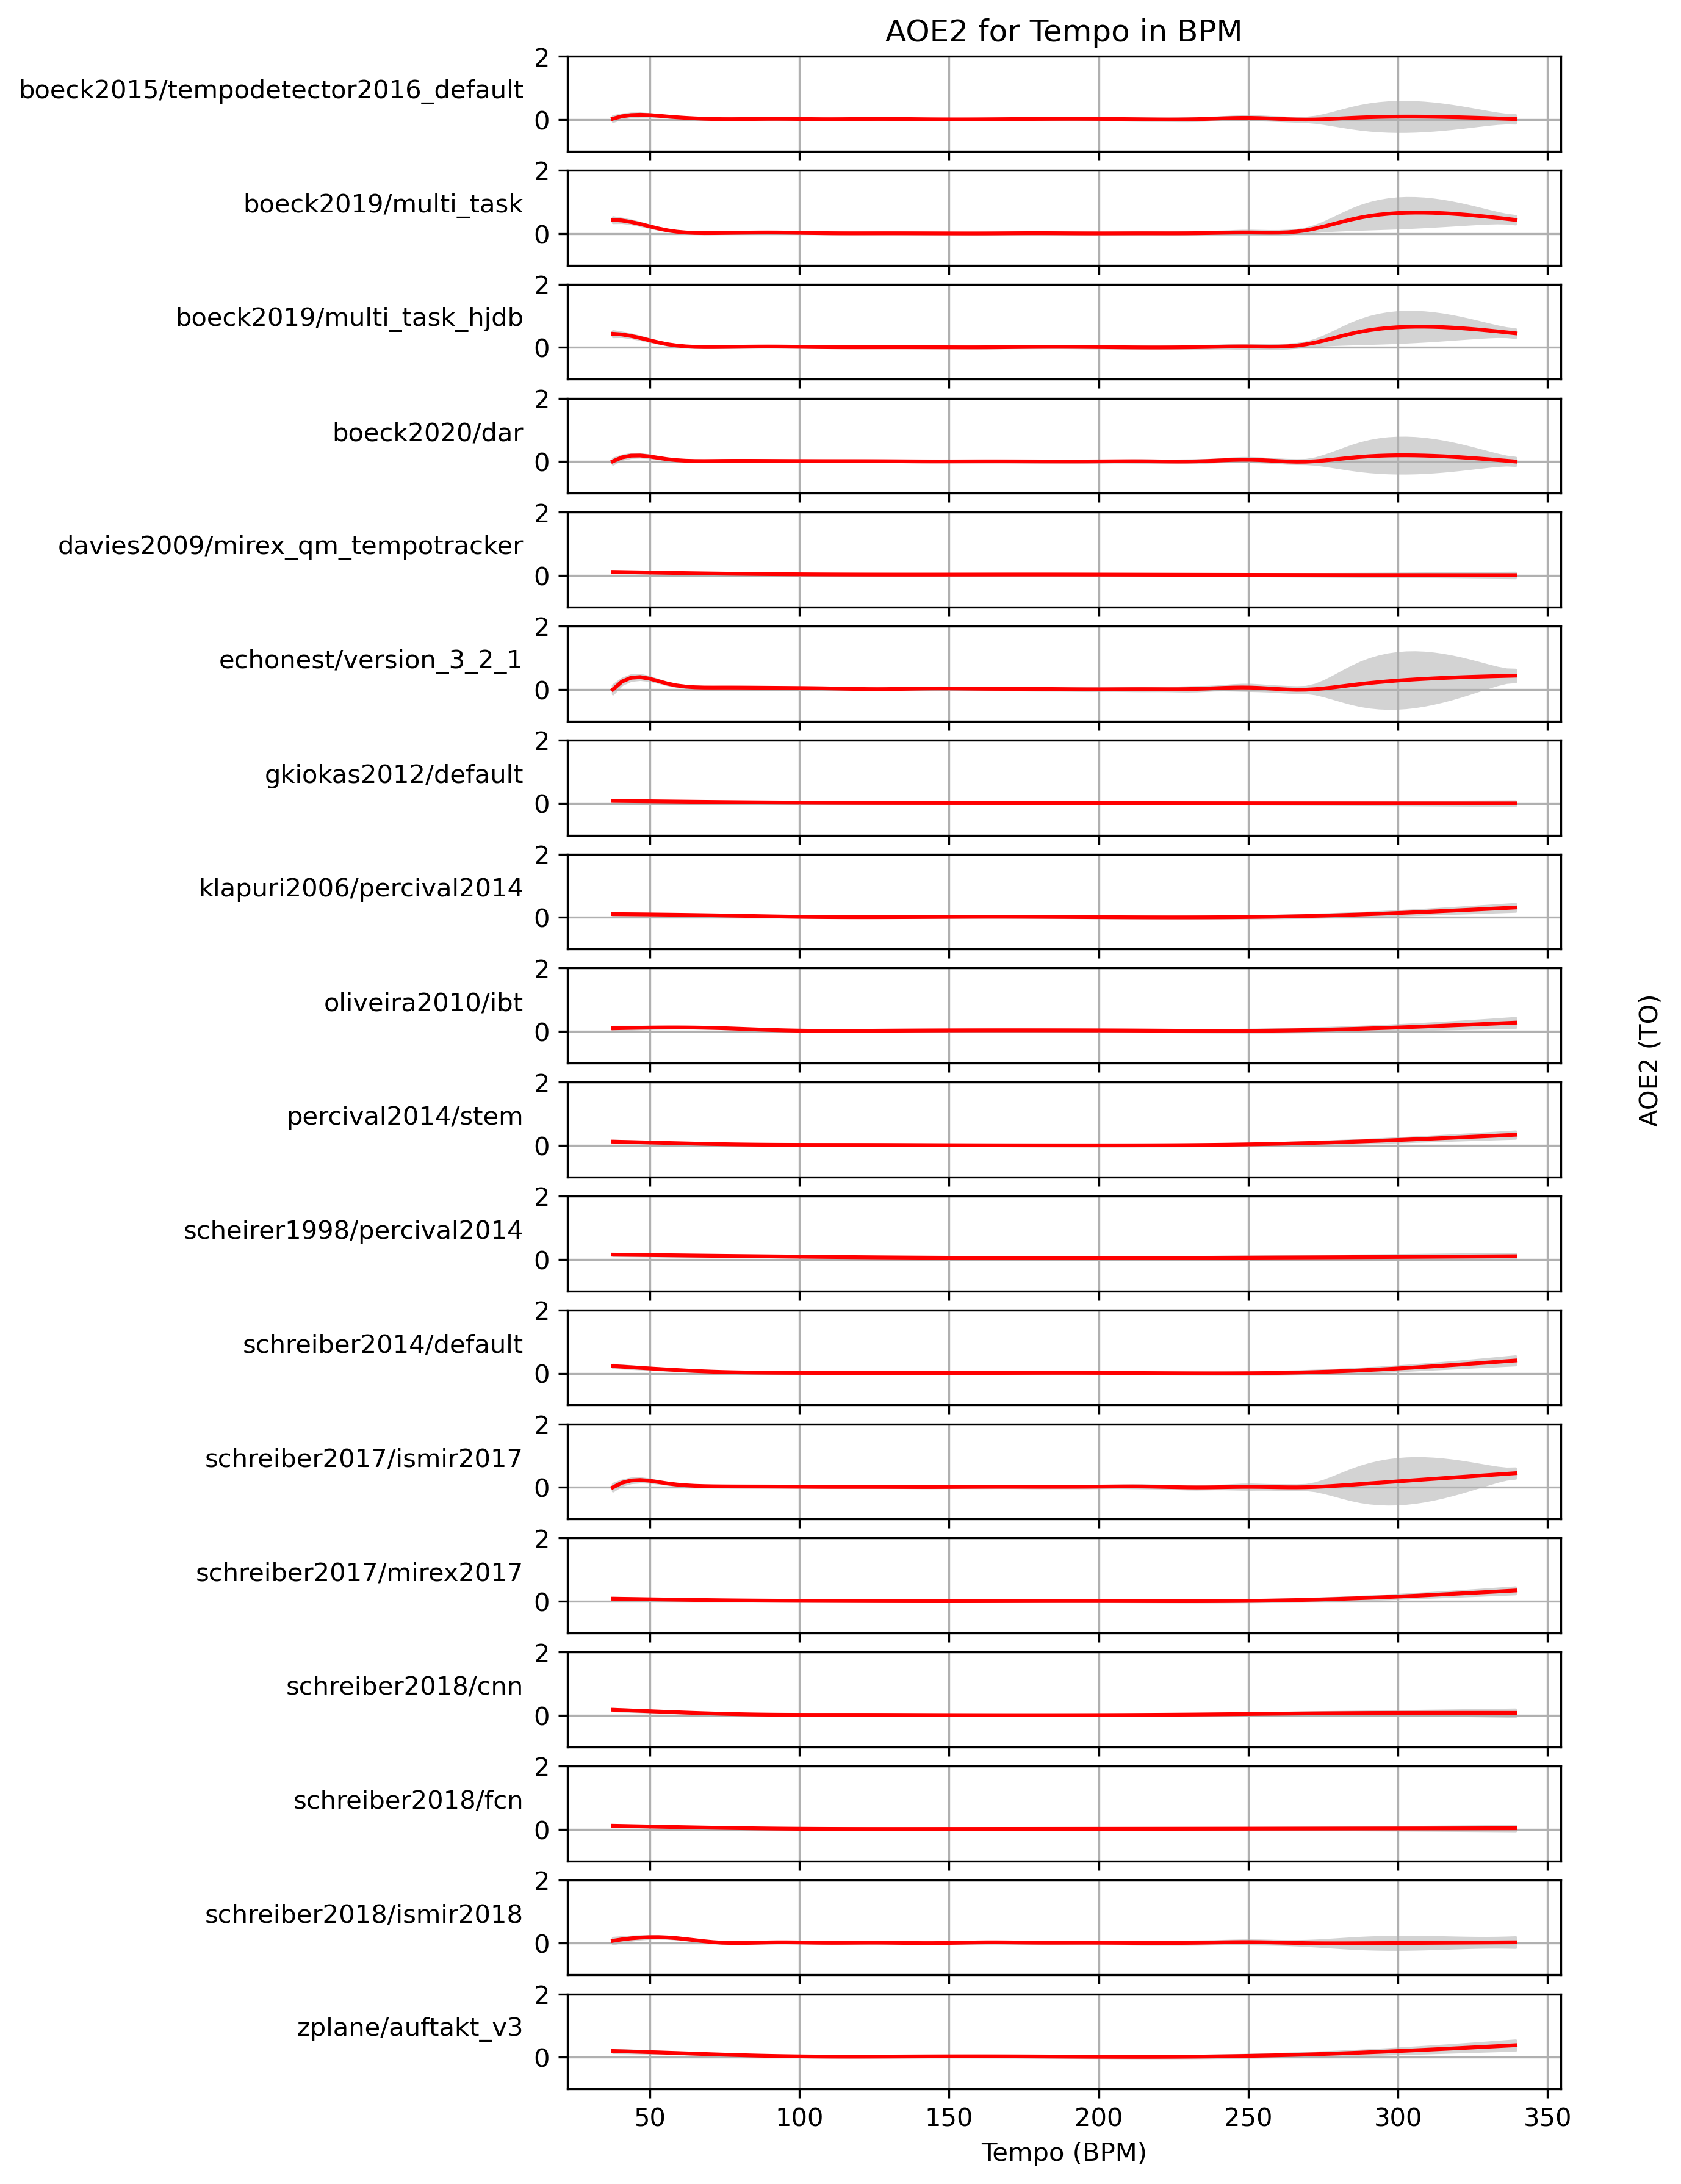 AOE2 for Tempo in BPM
boeck2015/tempodetector2016_default
2
0
boeck2019/multi_task
2
0
boeck2019/multi_task_hjdb
2
0
boeck2020/dar
2
0
davies2009/mirex_qm_tempotracker
2
0
echonest/version_3_2_1
2
0
gkiokas2012/default
2
0
klapuri2006/percival2014
2
0
oliveira2010/ibt
2
0
percival2014/stem
2
0
scheirer1998/percival2014
2
0
schreiber2014/default
2
0
schreiber2017/ismir2017
2
0
schreiber2017/mirex2017
2
0
schreiber2018/cnn
2
0
schreiber2018/fcn
2
0
schreiber2018/ismir2018
2
0
zplane/auftakt_v3
2
0
50 100 150 200 250 300 350
Tempo (BPM)
AOE2 (TO)